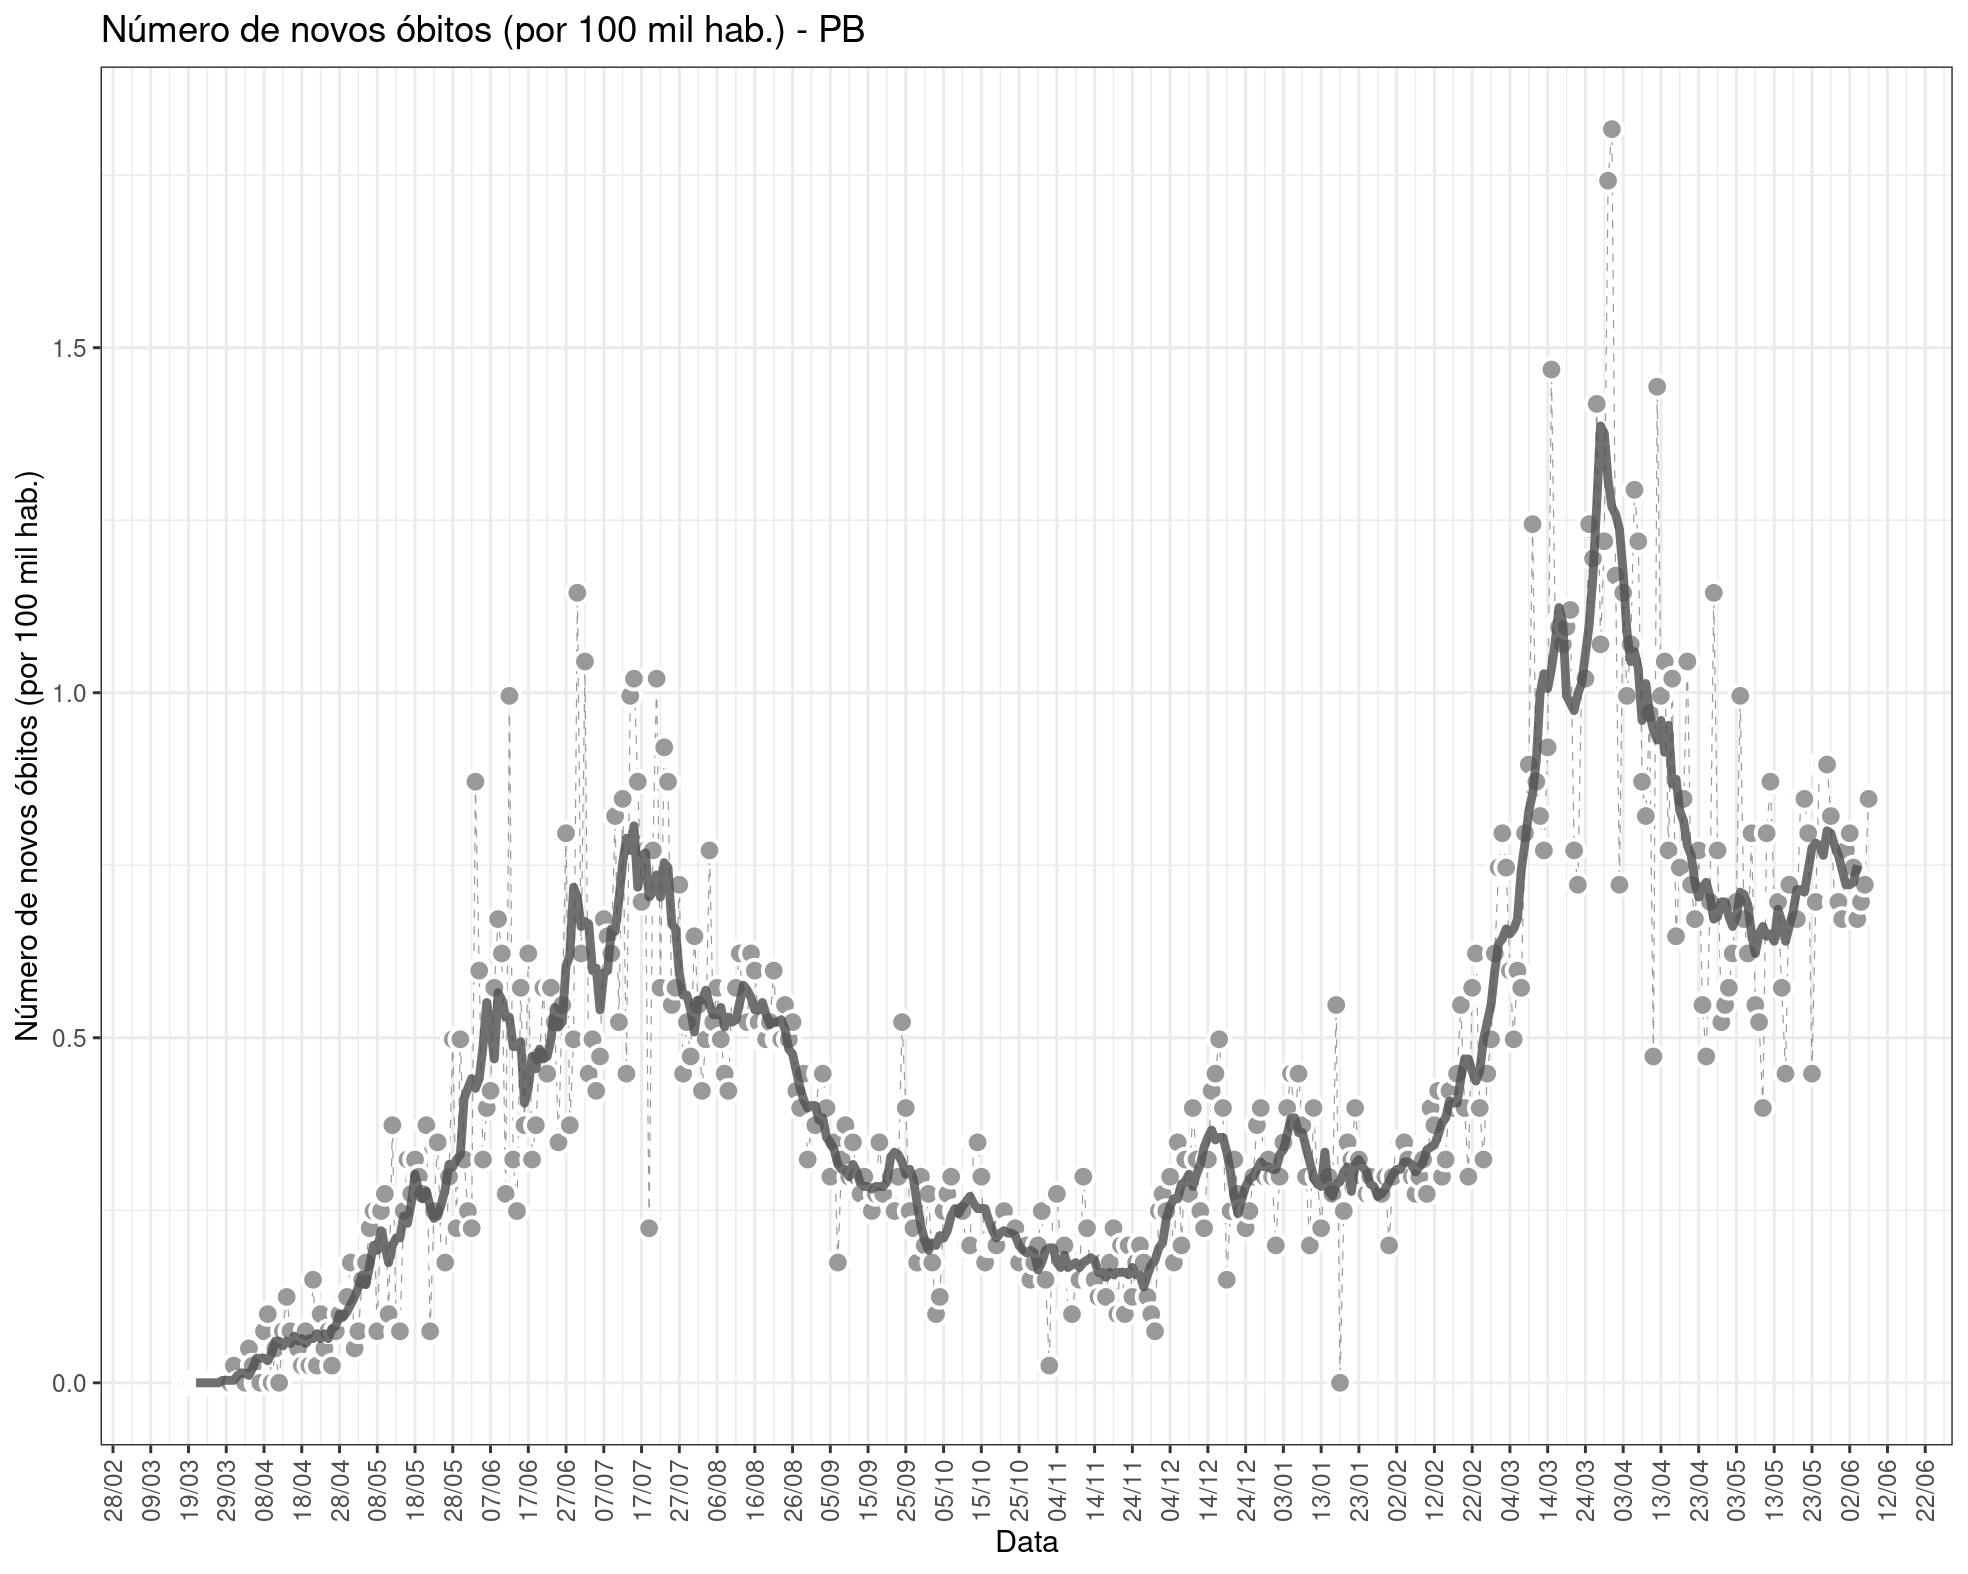 Número de novos óbitos (por 100 mil hab.) - PB
Número de novos óbitos (por 100 mil hab.)
1.5
1.0
0.5
0.0
28/02 09/03 19/03 29/03 08/04 18/04 28/04 08/05 18/05 28/05 07/06 17/06 27/06 07/07 17/07 27/07 06/08 16/08 26/08 05/09 15/09 25/09 05/10 15/10 25/10 04/11 14/11 24/11 04/12 14/12 24/12 03/01 13/01 23/01 02/02 12/02 22/02 04/03 14/03 24/03 03/04 13/04 23/04 03/05 13/05 23/05 02/06 12/06 22/06
Data